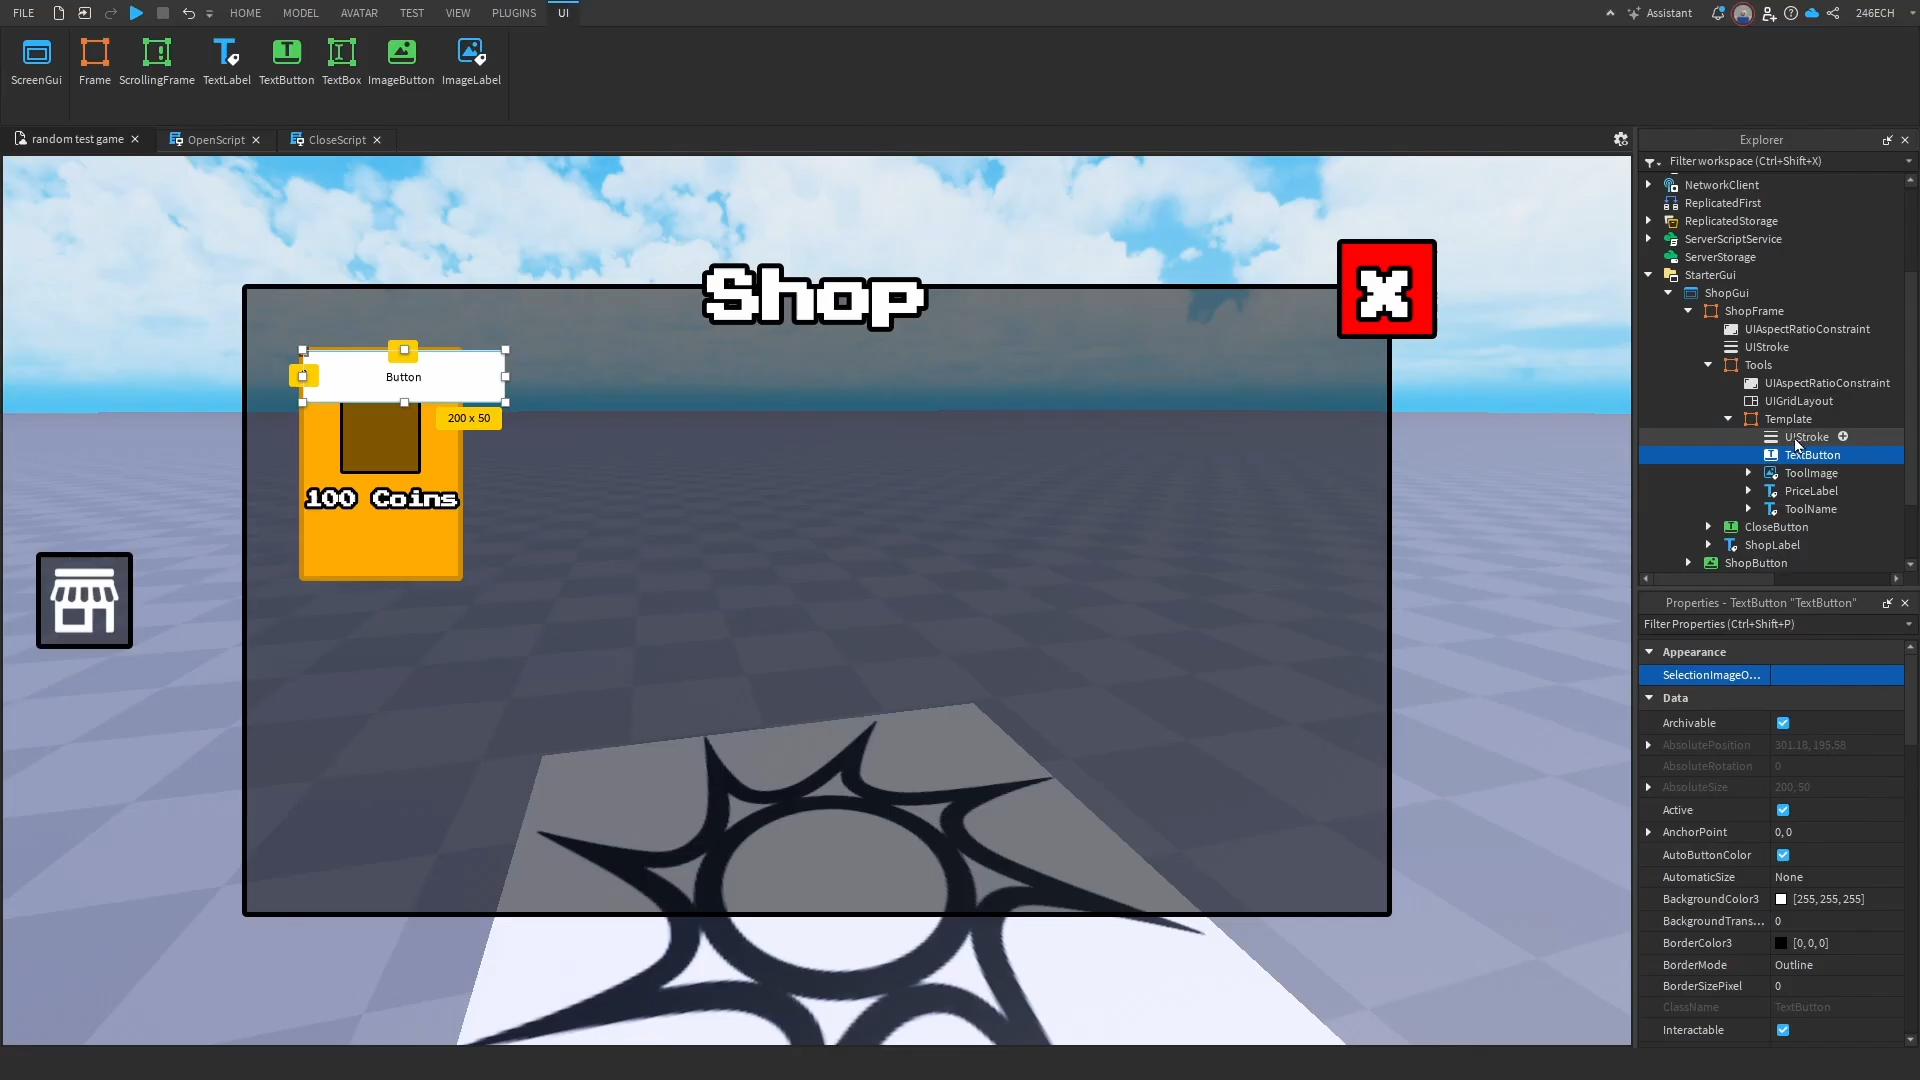 FILE HOME MODEL AVATAR TEST VIEW PLUGINS UI Assistant 246ECH
ScreenGui Frame ScrollingFrame TextLabel TextButton TextBox ImageButton ImageLabel
random test game OpenScript CloseScript
Shop
X
Button
200 x 50
100 Coins
Explorer
Filter workspace (Ctrl+Shift+X)
NetworkClient
ReplicatedFirst
ReplicatedStorage
ServerScriptService
ServerStorage
StarterGui
ShopGui
ShopFrame
UIAspectRatioConstraint
UIStroke
Tools
UIAspectRatioConstraint
UIGridLayout
Template
UIStroke
TextButton
ToolImage
PriceLabel
ToolName
CloseButton
ShopLabel
ShopButton
Properties - TextButton "TextButton"
Filter Properties (Ctrl+Shift+P)
Appearance
SelectionImageO...
Data
Archivable
AbsolutePosition 301.18, 195.58
AbsoluteRotation 0
AbsoluteSize 200, 50
Active
AnchorPoint 0, 0
AutoButtonColor
AutomaticSize None
BackgroundColor3 [255, 255, 255]
BackgroundTrans... 0
BorderColor3 [0, 0, 0]
BorderMode Outline
BorderSizePixel 0
ClassName TextButton
Interactable